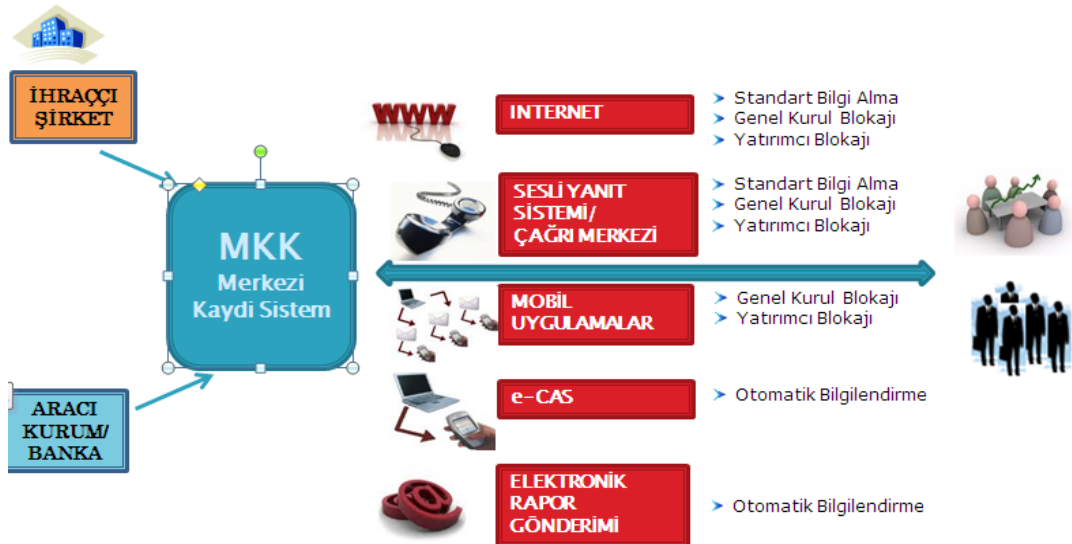 İHRAÇÇI
ŞİRKET
MKK
Merkezi
Kaydi Sistem
ARACI
KURUM/
BANKA
WWW
INTERNET
Standart Bilgi Alma
Genel Kurul Blokajı
Yatırımcı Blokajı
SESLİ YANIT
SİSTEMİ/
ÇAĞRI MERKEZİ
Standart Bilgi Alma
Genel Kurul Blokajı
Yatırımcı Blokajı
MOBİL
UYGULAMALAR
Genel Kurul Blokajı
Yatırımcı Blokajı
e-CAS
Otomatik Bilgilendirme
@
ELEKTRONİK
RAPOR
GÖNDERİMİ
Otomatik Bilgilendirme